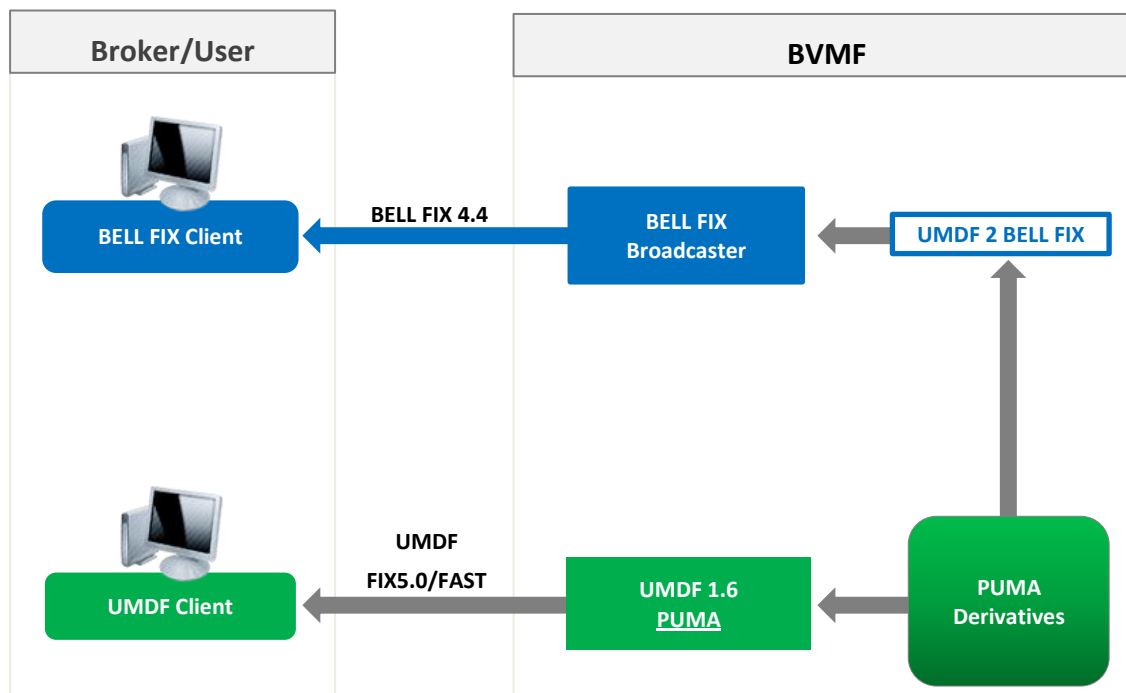 Broker/User
BVMF
BELL FIX Client
BELL FIX 4.4
BELL FIX
Broadcaster
UMDF 2 BELL FIX
UMDF Client
UMDF
FIX5.0/FAST
UMDF 1.6
PUMA
PUMA
Derivatives